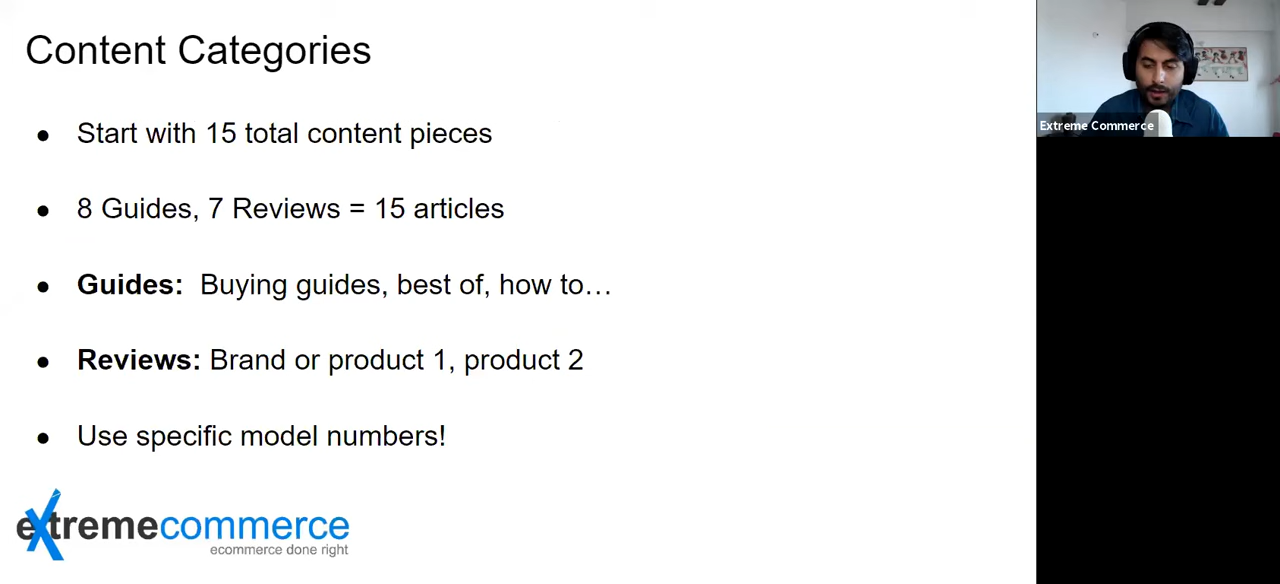 Content Categories
● Start with 15 total content pieces
● 8 Guides, 7 Reviews = 15 articles
● Guides: Buying guides, best of, how to…
● Reviews: Brand or product 1, product 2
● Use specific model numbers!
extremecommerce
ecommerce done right
Extreme Commerce